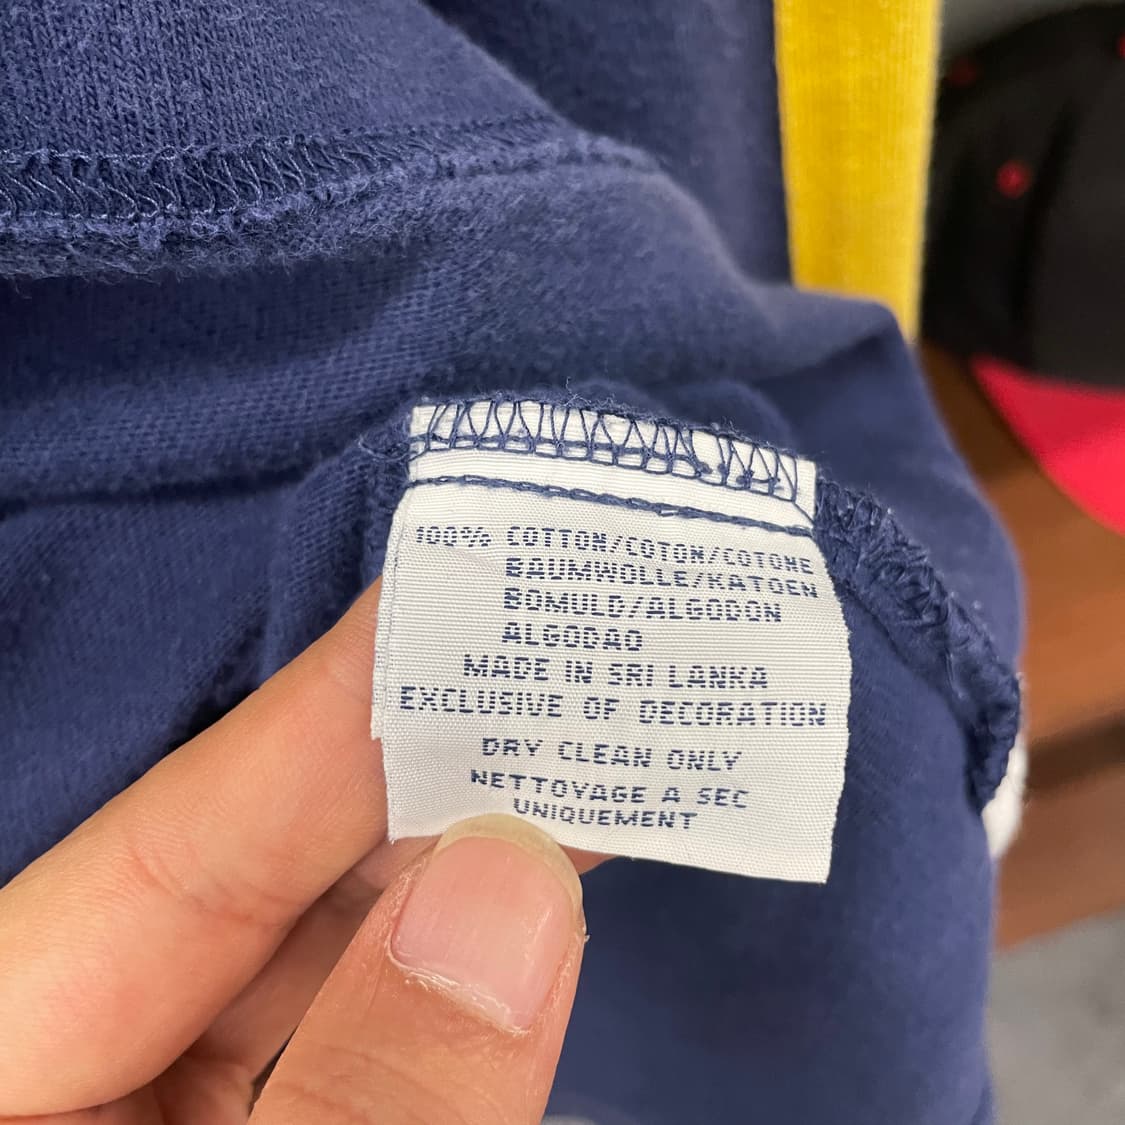 100% COTTON/COTON/COTONE
BAUMWOLLE/KATOEN
BOMULD/ALGODON
ALGODAO
MADE IN SRI LANKA
EXCLUSIVE OF DECORATION
DRY CLEAN ONLY
NETTOYAGE A SEC
UNIQUEMENT